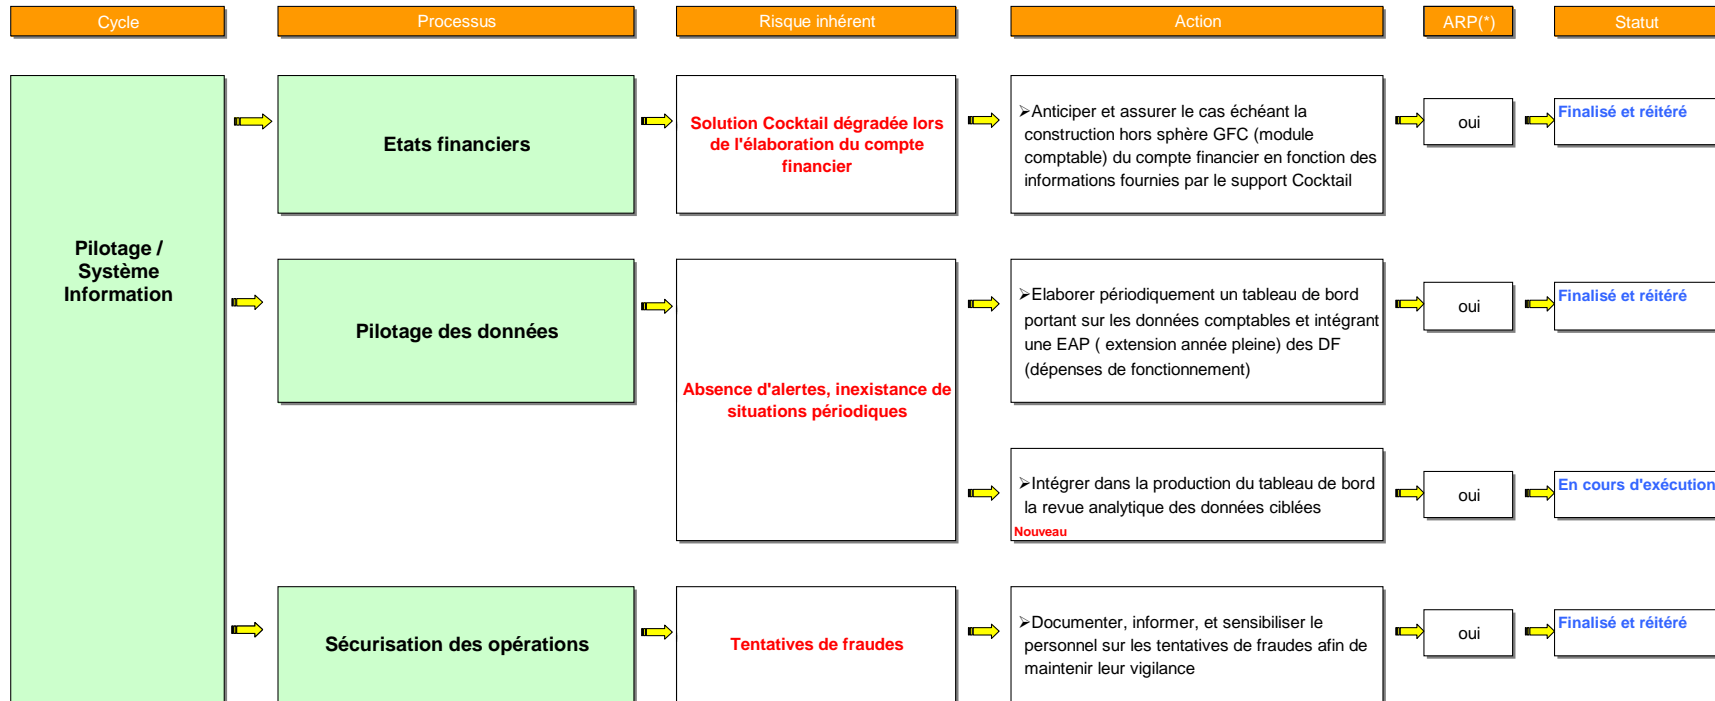 Cycle
Processus
Risque inhérent
Action
ARP(*)
Statut
Pilotage /
Système
Information
Etats financiers
Solution Cocktail dégradée lors
de l'élaboration du compte
financier
➢Anticiper et assurer le cas échéant la
construction hors sphère GFC (module
comptable) du compte financier en fonction des
informations fournies par le support Cocktail
oui
Finalisé et réitéré
Pilotage des données
Absence d'alertes, inexistance de
situations périodiques
➢Elaborer périodiquement un tableau de bord
portant sur les données comptables et intégrant
une EAP ( extension année pleine) des DF
(dépenses de fonctionnement)
oui
Finalisé et réitéré
➢Intégrer dans la production du tableau de bord
la revue analytique des données ciblées
Nouveau
oui
En cours d'exécution
Sécurisation des opérations
Tentatives de fraudes
➢Documenter, informer, et sensibiliser le
personnel sur les tentatives de fraudes afin de
maintenir leur vigilance
oui
Finalisé et réitéré